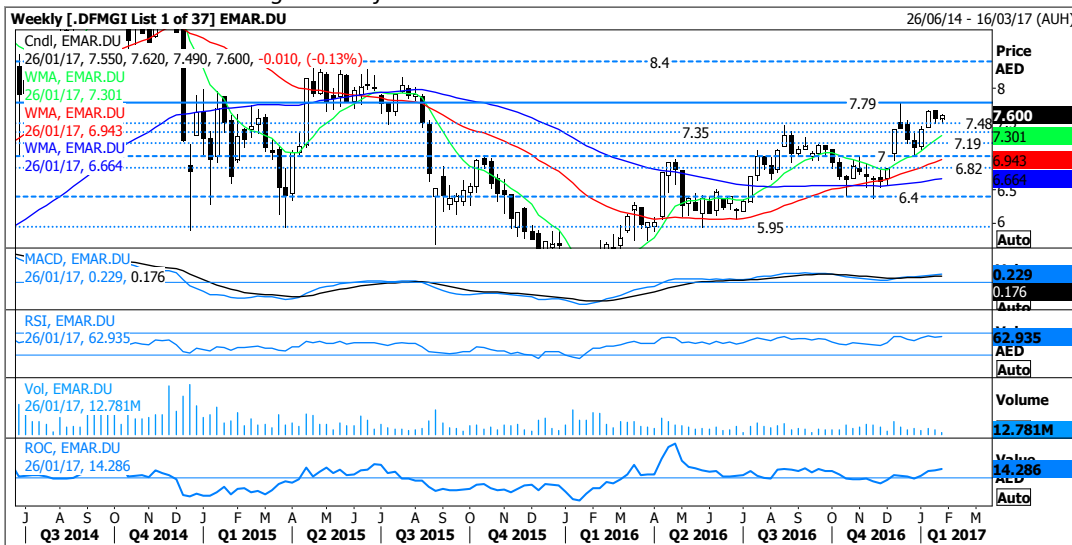 Weekly [.DFMGI List 1 of 37] EMAR.DU 26/06/14 - 16/03/17 (AUH)
Cndl, EMAR.DU
26/01/17, 7.550, 7.620, 7.490, 7.600, -0.010, (-0.13%)
WMA, EMAR.DU
26/01/17, 7.301
WMA, EMAR.DU
26/01/17, 6.943
WMA, EMAR.DU
26/01/17, 6.664
Price
AED
8.4
8
7.79
7.600
7.48
7.35
7.301
7.19
7
6.943
6.82
6.664
6.5
6.4
6
5.95
Auto
MACD, EMAR.DU
26/01/17, 0.229, 0.176
0.229
0.176
RSI, EMAR.DU
26/01/17, 62.935
62.935
AED
Auto
Vol, EMAR.DU
26/01/17, 12.781M
Volume
12.781M
ROC, EMAR.DU
26/01/17, 14.286
Value
14.286
AED
Auto
J A S O N D J F M A M J J A S O N D J F M A M J J A S O N D J F M
Q3 2014 Q4 2014 Q1 2015 Q2 2015 Q3 2015 Q4 2015 Q1 2016 Q2 2016 Q3 2016 Q4 2016 Q1 2017